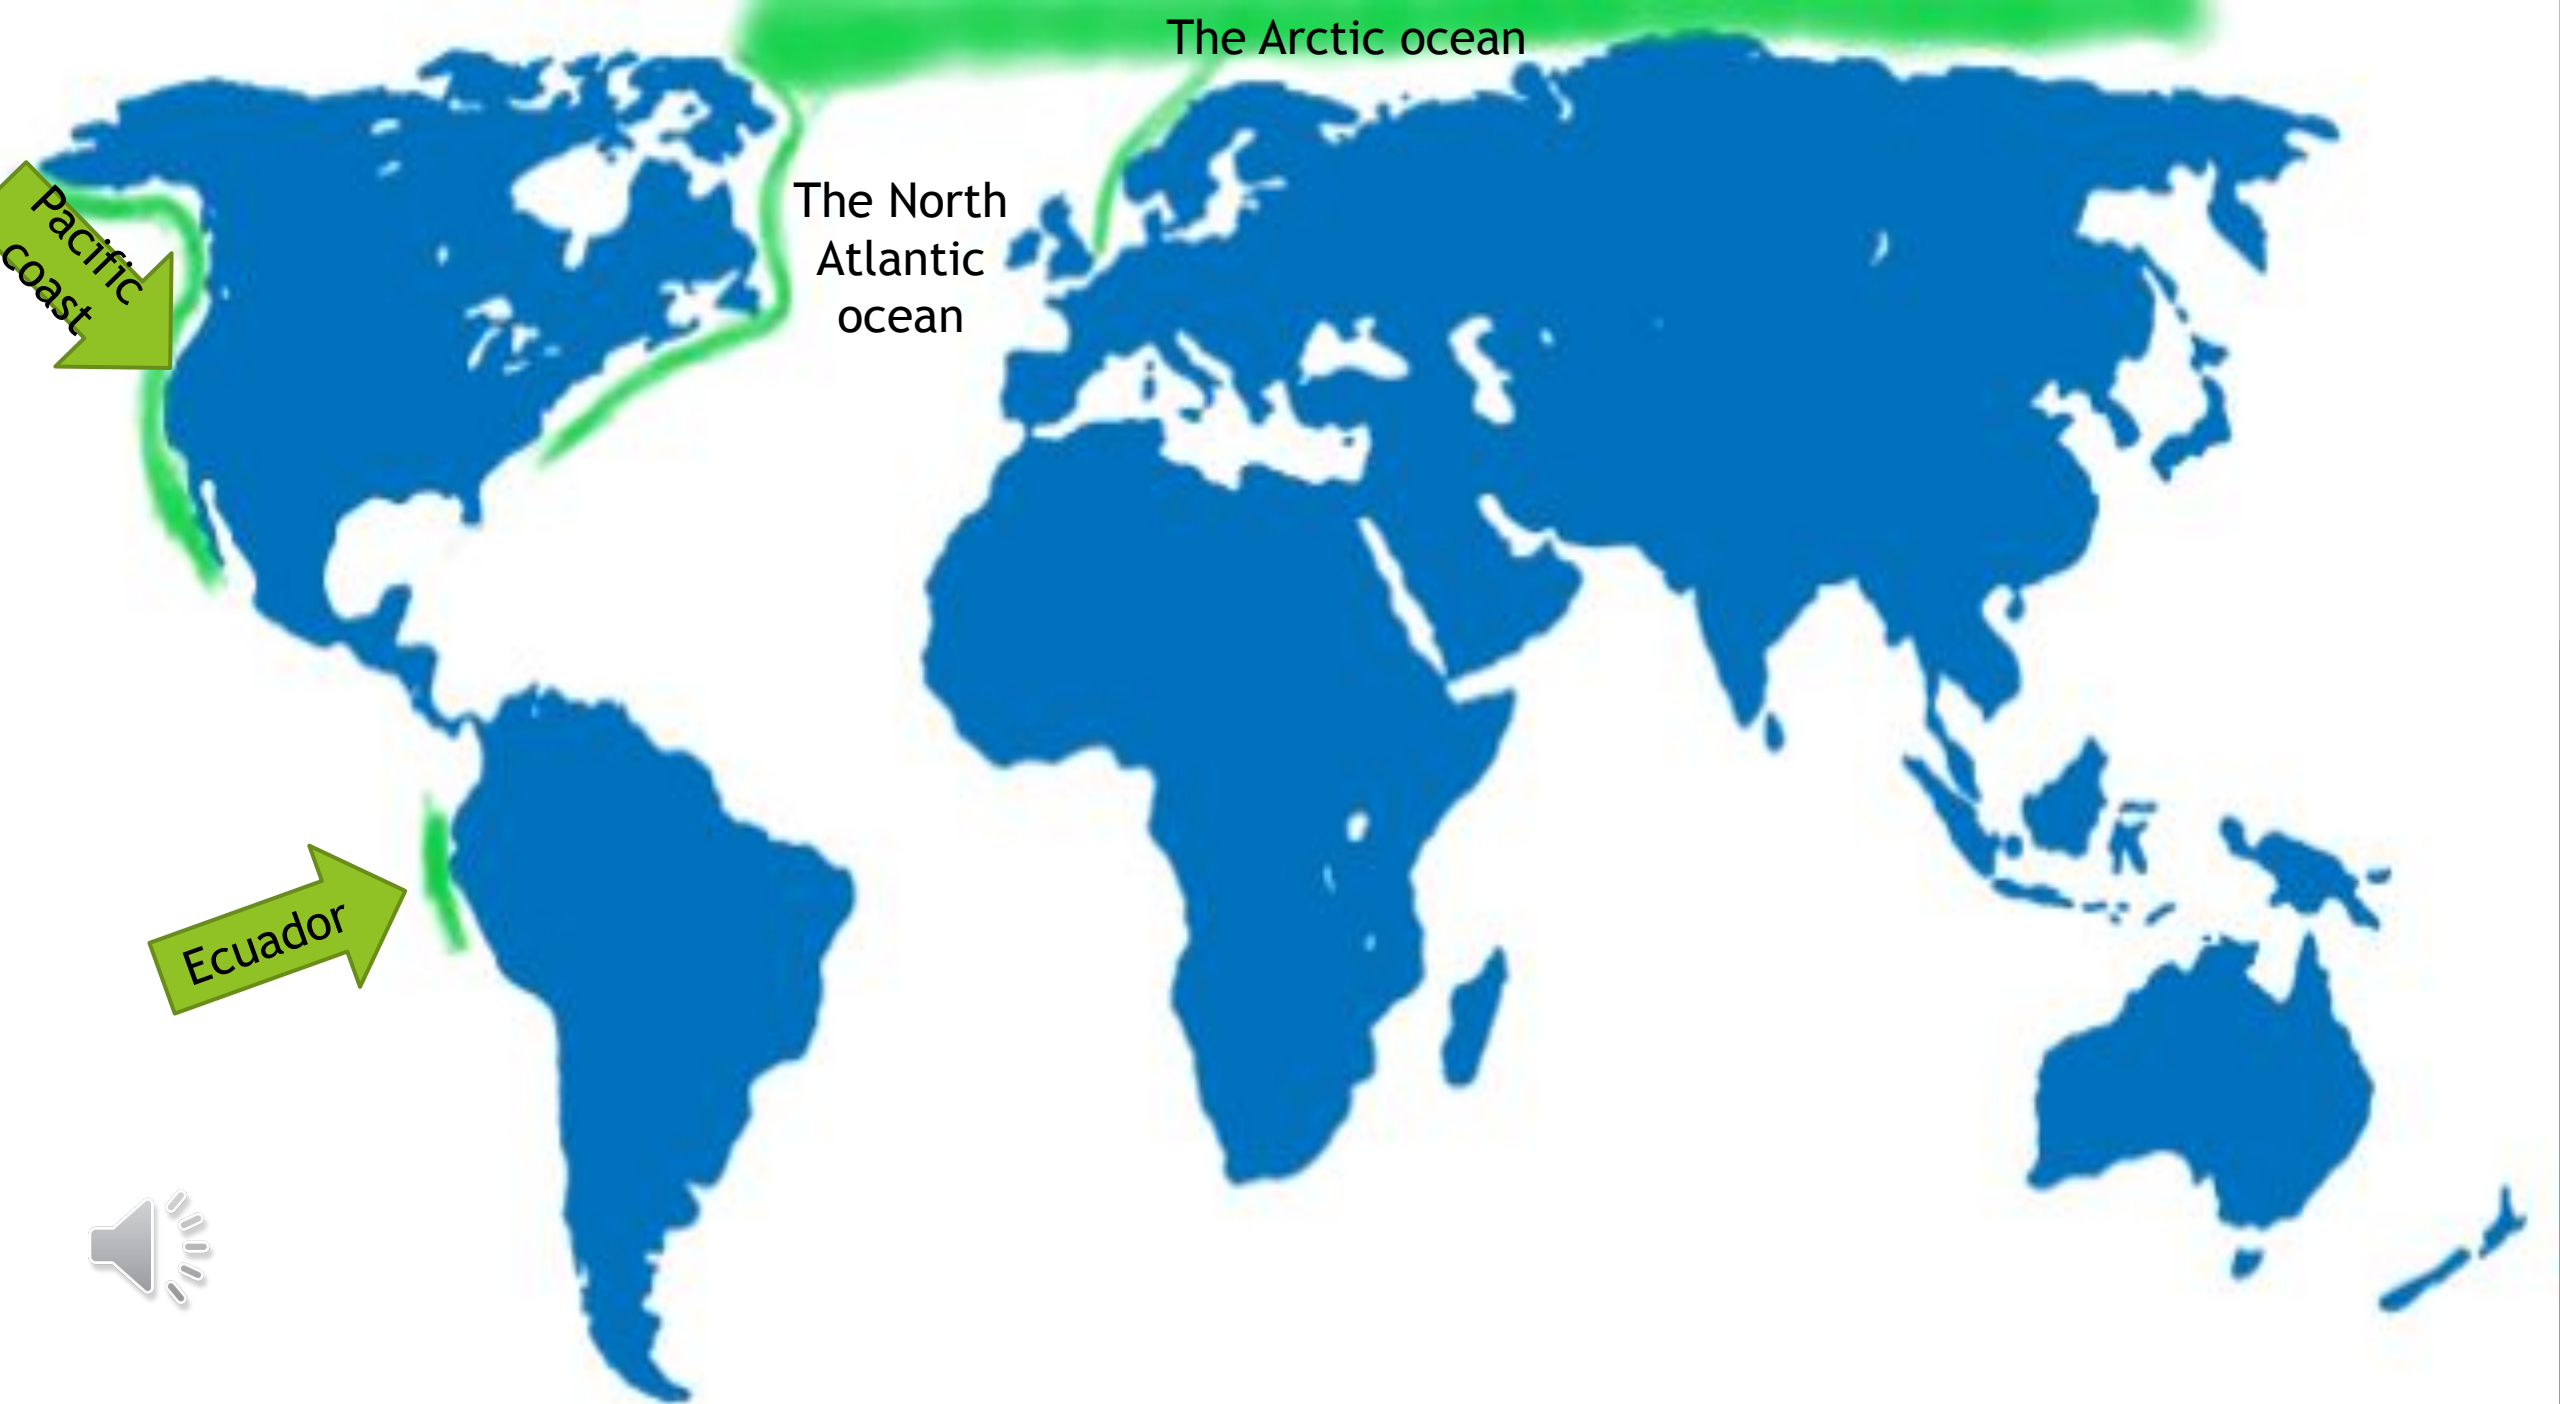 The Arctic ocean
Pacific
coast
The North
Atlantic
ocean
Ecuador